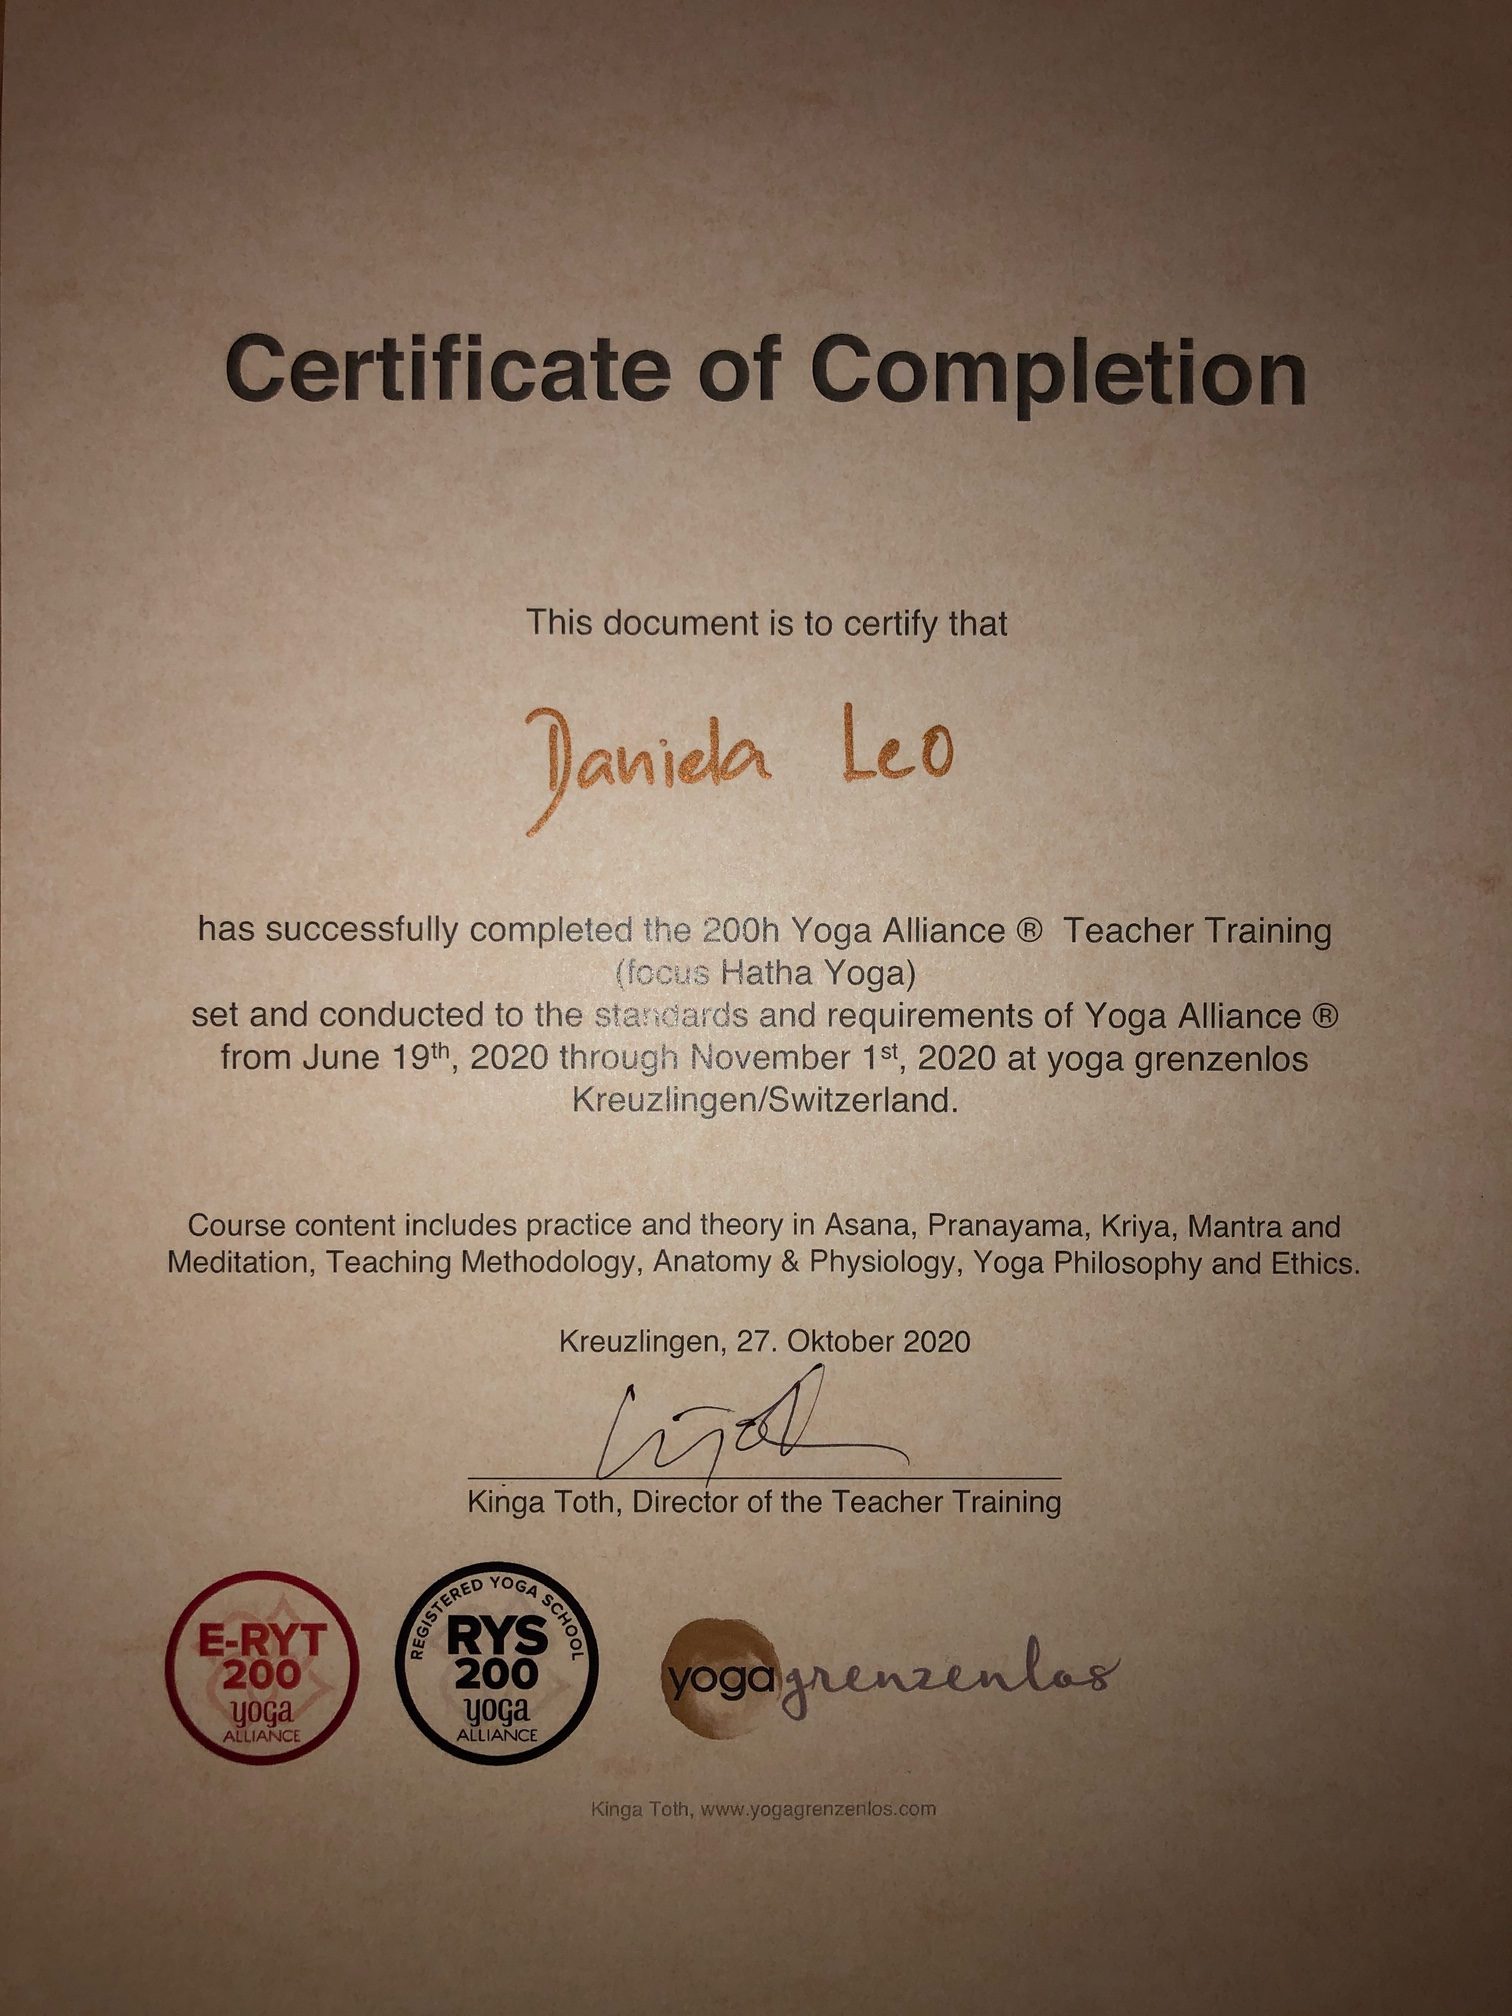 Certificate of Completion
This document is to certify that
Daniela Leo
has successfully completed the 200h Yoga Alliance ® Teacher Training
(focus Hatha Yoga)
set and conducted to the standards and requirements of Yoga Alliance ®
from June 19th, 2020 through November 1st, 2020 at yoga grenzenlos
Kreuzlingen/Switzerland.
Course content includes practice and theory in Asana, Pranayama, Kriya, Mantra and
Meditation, Teaching Methodology, Anatomy & Physiology, Yoga Philosophy and Ethics.
Kreuzlingen, 27. Oktober 2020
Kinga Toth, Director of the Teacher Training
E-RYT
200
yoga
ALLIANCE
REGISTERED YOGA SCHOOL
RYS
200
yoga
ALLIANCE
yoga grenzenlos
Kinga Toth, www.yogagrenzenlos.com